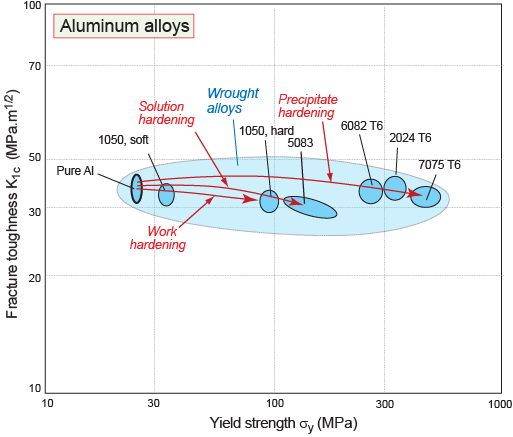 Aluminum alloys
100
70
50
30
20
10
Fracture toughness K1c (MPa.m1/2)
Wrought
alloys
Solution
hardening
Precipitate
hardening
1050, soft
1050, hard
5083
6082 T6
2024 T6
7075 T6
Pure Al
Work
hardening
10
30
100
300
1000
Yield strength σy (MPa)